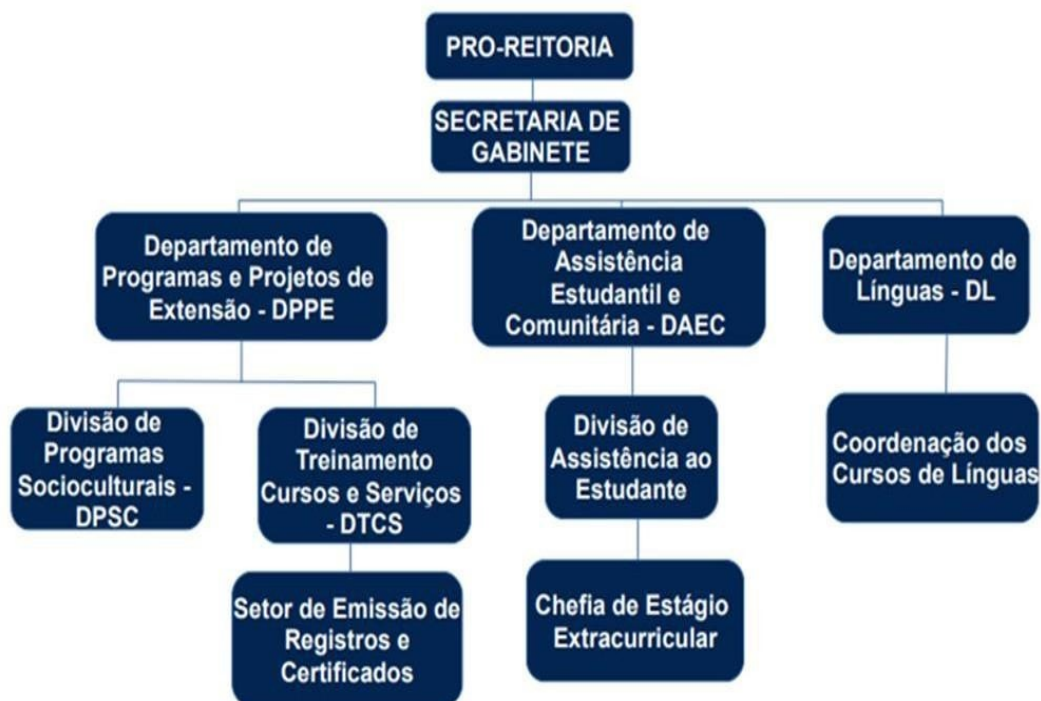 PRO-REITORIA
SECRETARIA DE
GABINETE
Departamento de
Programas e Projetos de
Extensão - DPPE
Departamento de
Assistência
Estudantil e
Comunitária - DAEC
Departamento de
Línguas - DL
Divisão de
Programas
Socioculturais -
DPSC
Divisão de
Treinamento
Cursos e Serviços
- DTCS
Divisão de
Assistência ao
Estudante
Coordenação dos
Cursos de Línguas
Setor de Emissão de
Registros e
Certificados
Chefia de Estágio
Extracurricular